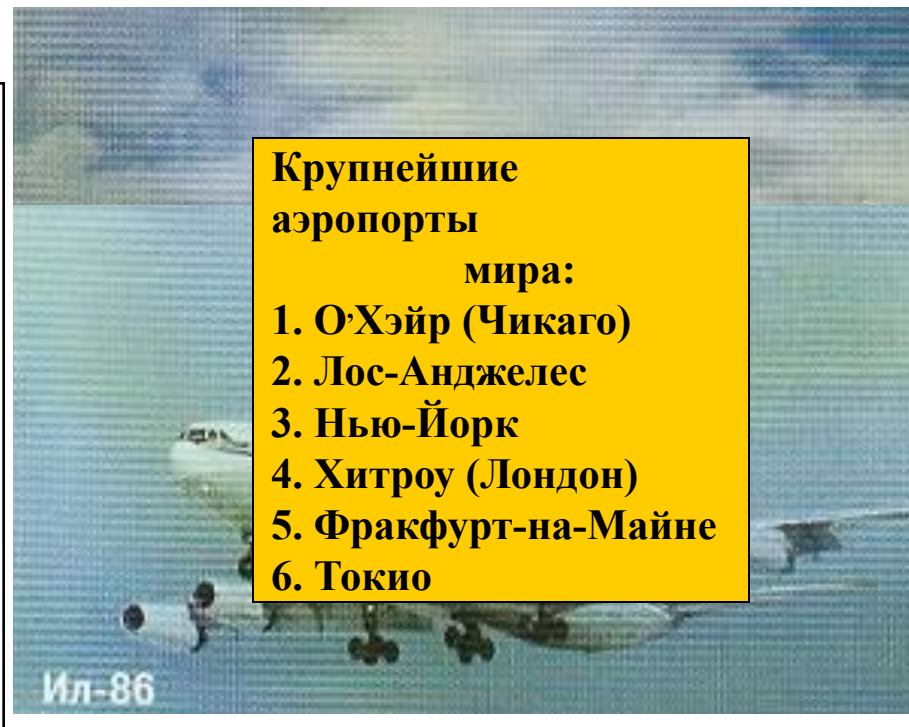 Крупнейшие
аэропорты
мира:
1. О’Хэйр (Чикаго)
2. Лос-Анджелес
3. Нью-Йорк
4. Хитроу (Лондон)
5. Фракфурт-на-Майне
6. Токио
Ил-86